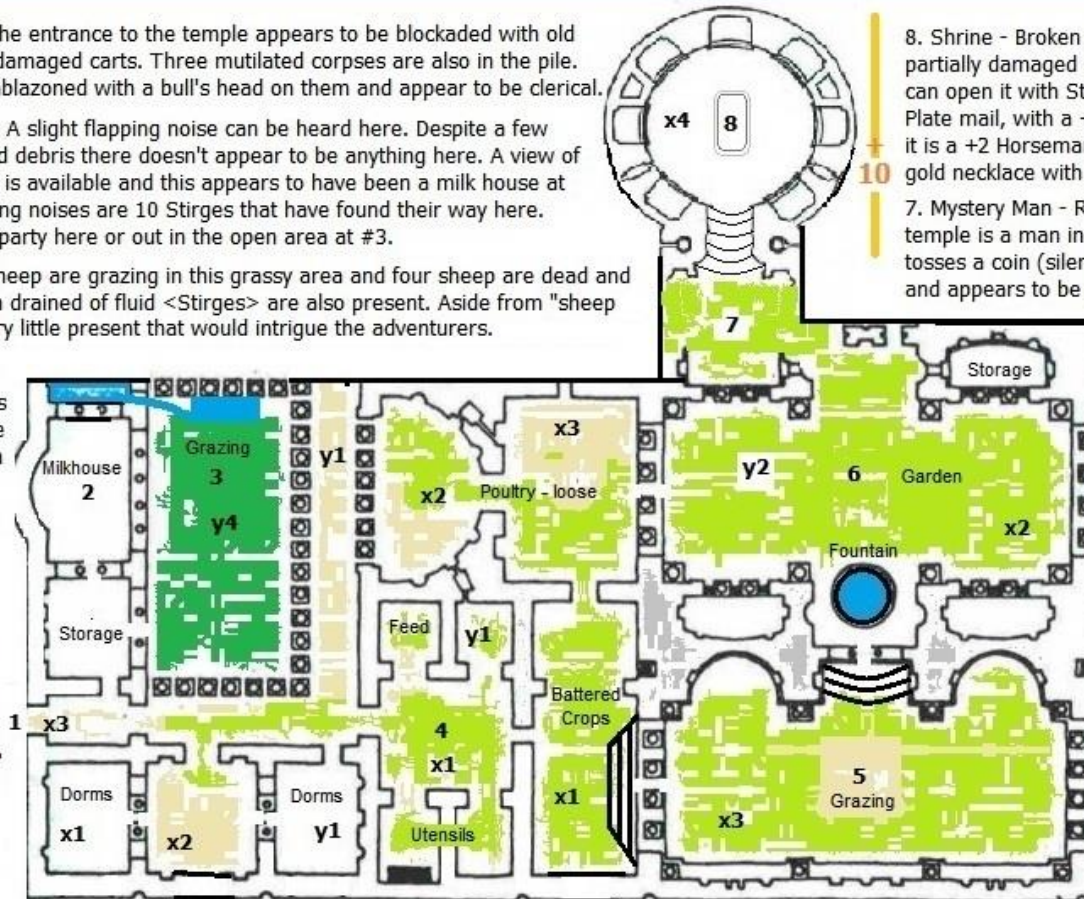 he entrance to the temple appears to be blockaded with old
damaged carts. Three mutilated corpses are also in the pile.
blazoned with a bull's head on them and appear to be clerical.
A slight flapping noise can be heard here. Despite a few
d debris there doesn't appear to be anything here. A view of
is available and this appears to have been a milk house at
ng noises are 10 Stirges that have found their way here.
party here or out in the open area at #3.
heep are grazing in this grassy area and four sheep are dead and
drained of fluid <Stirges> are also present. Aside from "sheep
ry little present that would intrigue the adventurers.
8. Shrine - Broken
partially damaged
can open it with St
Plate mail, with a -
it is a +2 Horsema
gold necklace with
7. Mystery Man - R
temple is a man in
tosses a coin (siler
and appears to be
+
10
x4
8
7
Storage
s
e
Grazing
3
y4
Milkhouse
2
Storage
y1
x2
x3
Poultry - loose
y2
6
Garden
x2
Fountain
Feed
y1
Battered
Crops
1
x3
4
x1
5
Grazing
x3
Dorms
x1
x2
Dorms
y1
Utensils
x1